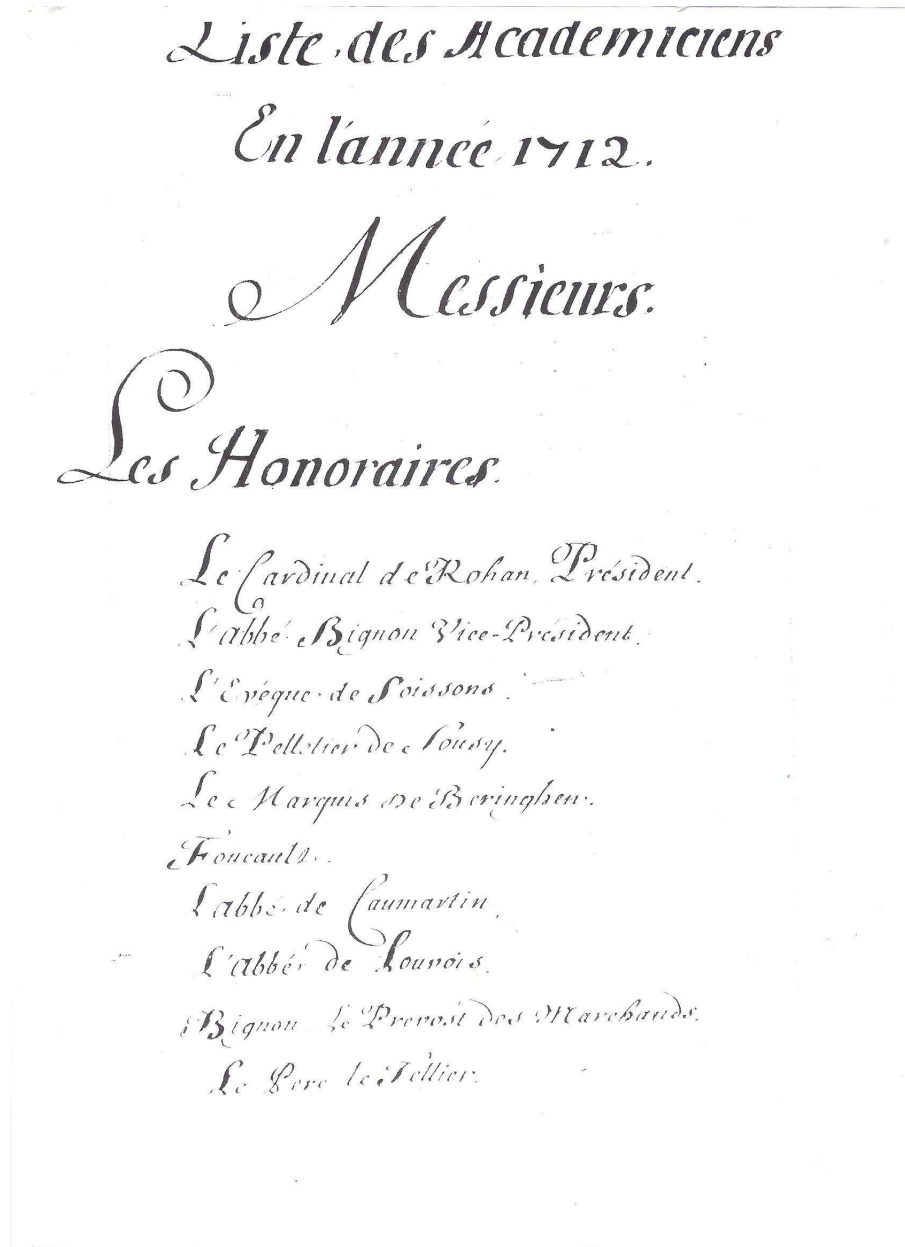 Liste des Academiciens
En l'année 1712.
Messieurs.
Les Honoraires.
Le Cardinal de Rohan, Président.
L'abbé Bignon Vice-Président.
L'Evéque de Soissons.
Le Pelletier de Sousy.
Le Marquis de Beringhen.
Foucault.
L'abbé de Caumartin.
L'Abbé de Louvois.
Bignon le Prevost des Marchands.
Le Pere le Tellier.